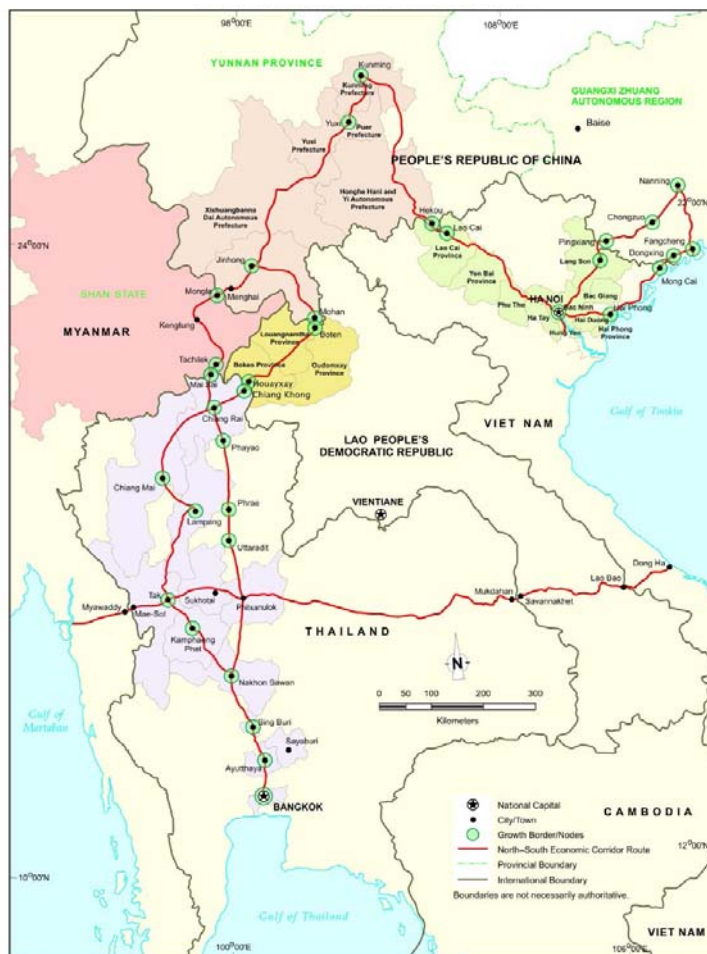 98°00'E
108°00'E
YUNNAN PROVINCE
Kunming
Kunming
Prefecture
GUANGXI ZHUANG
AUTONOMOUS REGION
Yuxi
Puer
Prefecture
Baise
Yuxi
Prefecture
PEOPLE'S REPUBLIC OF CHINA
Nanning
Xishuangbanna
Dai Autonomous
Prefecture
Honghe Hani and
Yi Autonomous
Prefecture
22°00'N
Hekou
Chongzuo
Lao Cai
Fangcheng
24°00'N
Pingxiang
Lao Cai
Province
Dongxing
Jinhong
Lang Son
Yen Bai
Province
Mong Cai
SHAN STATE
Mongla
Menghai
Bac Giang
HA NOI
Phu Tho
Bac Ninh
Hai Phong
Mohan
Ha Tay
Hai Duong
Kengtung
Boten
Hung Yen
Hai Phong
Province
MYANMAR
Louangnamtha
Province
Tachilek
Bokeo Province
Oudomxay
Province
Mai Sai
Houayxay
Chiang Khong
Gulf of Tonkin
Chiang Rai
VIET NAM
Phayao
LAO PEOPLE'S
DEMOCRATIC REPUBLIC
Chiang Mai
VIENTIANE
Phrae
Lampang
Uttaradit
Dong Ha
Lao Bao
Tak
Sukhotai
Mukdahan
Myawaddy
Phitsanulok
Savannakhet
Mae-Sot
Kamphaeng
Phet
THAILAND
N
Nakhon Sawan
0 50 100 200 300
Kilometers
Gulf of
Martaban
Sing Buri
Sayaburi
Ayutthaya
BANGKOK
National Capital
City/Town
CAMBODIA
Growth Border/Nodes
North–South Economic Corridor Route
12°00'N
Provincial Boundary
10°00'N
International Boundary
Boundaries are not necessarily authoritative.
Gulf of Thailand
VIET NAM
100°00'E
106°00'E